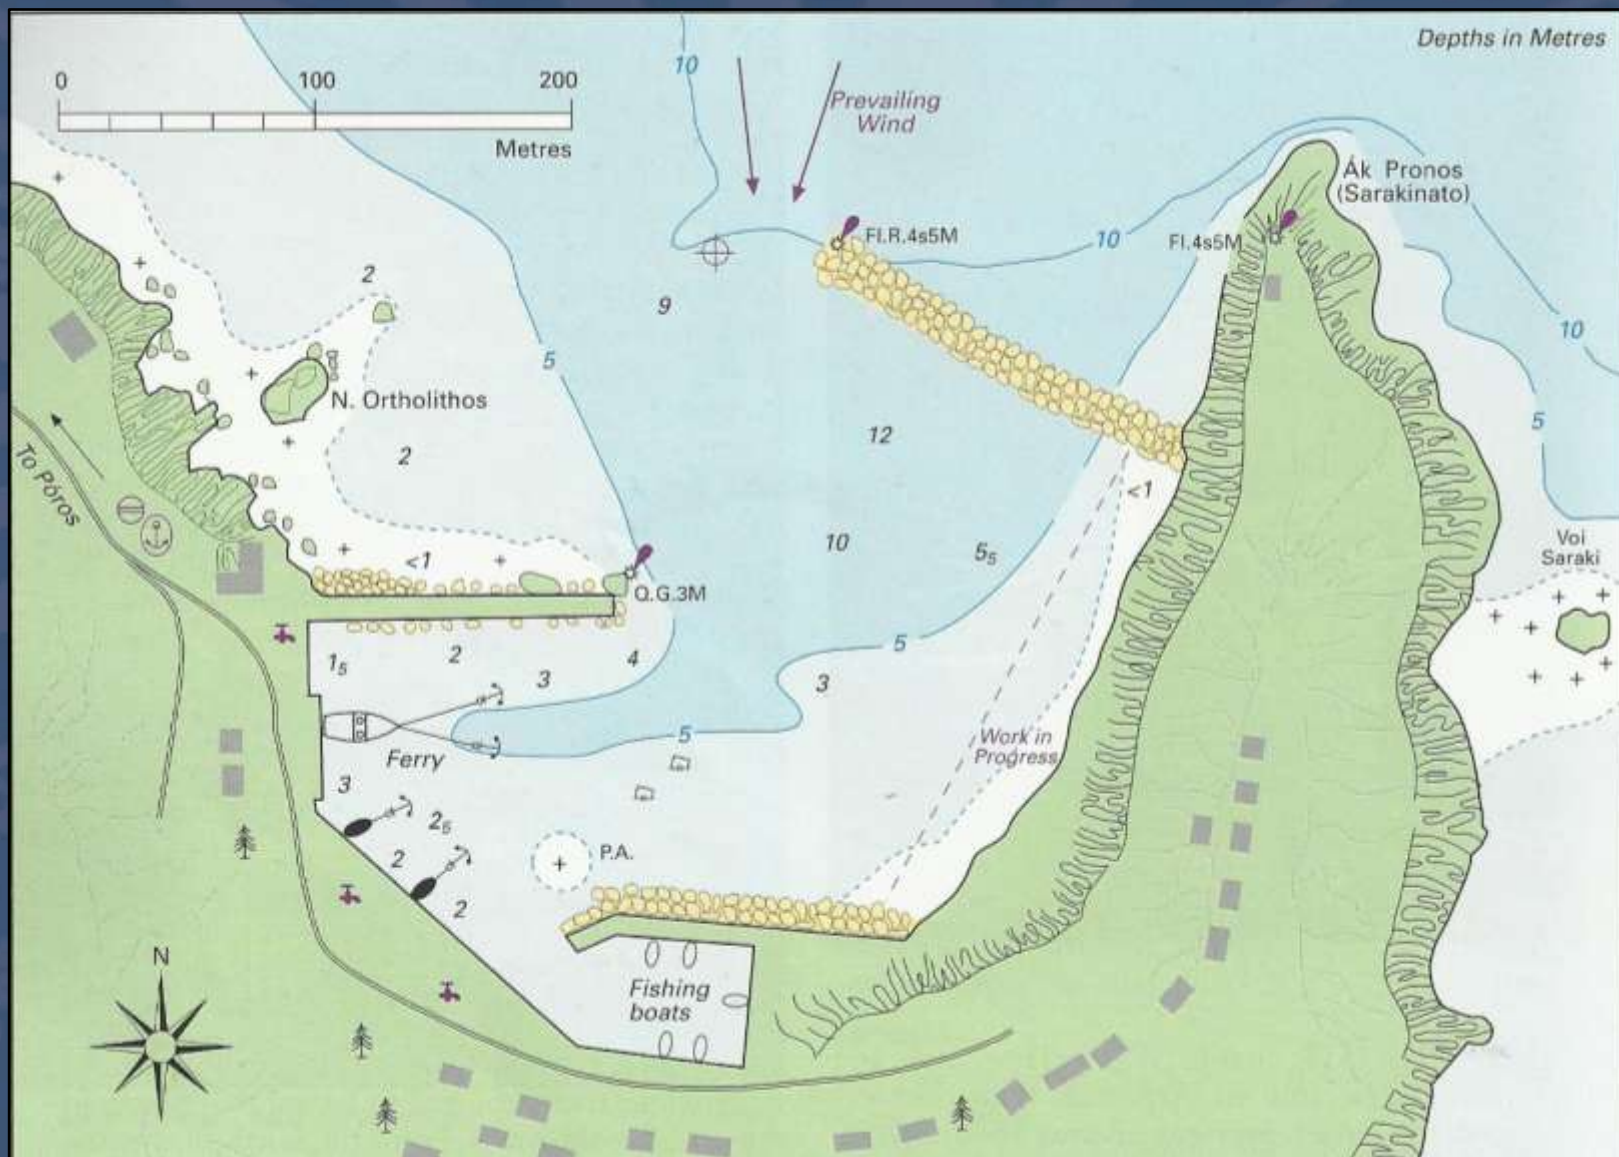 Depths in Metres
0 100 200
Metres
10
Prevailing
Wind
Ák Pronos
(Sarakinato)
Fl.R.4s5M
Fl.4s5M
10
2
9
10
5
N. Ortholithos
12
5
2
To Póros
<1
10
5₅
Voi
Saraki
<1
Q.G.3M
1₅
2
3
4
5
3
5
Ferry
Work in
Progress
3
2₅
2
P.A.
2
N
Fishing
boats